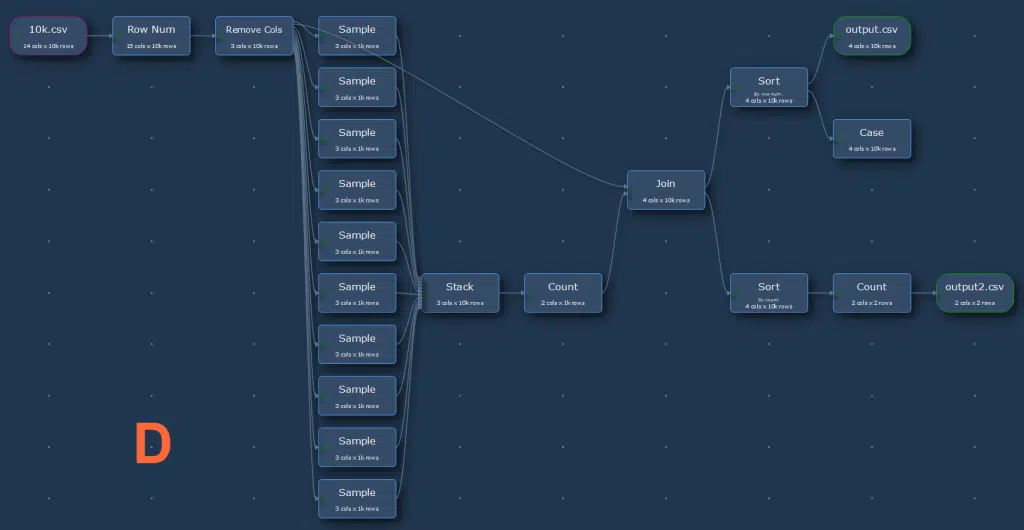 10k.csv
14 cols x 10k rows
Row Num
15 cols x 10k rows
Remove Cols
3 cols x 10k rows
Sample
3 cols x 1k rows
Sample
3 cols x 1k rows
Sample
3 cols x 1k rows
Sample
3 cols x 1k rows
Sample
3 cols x 1k rows
Sample
3 cols x 1k rows
Sample
3 cols x 1k rows
Sample
3 cols x 1k rows
Sample
3 cols x 1k rows
Sample
3 cols x 1k rows
Stack
3 cols x 10k rows
Count
2 cols x 1k rows
Join
4 cols x 10k rows
Sort
By row num.
4 cols x 10k rows
output.csv
4 cols x 10k rows
Case
4 cols x 10k rows
Sort
By count.
4 cols x 10k rows
Count
2 cols x 2 rows
output2.csv
2 cols x 2 rows
D